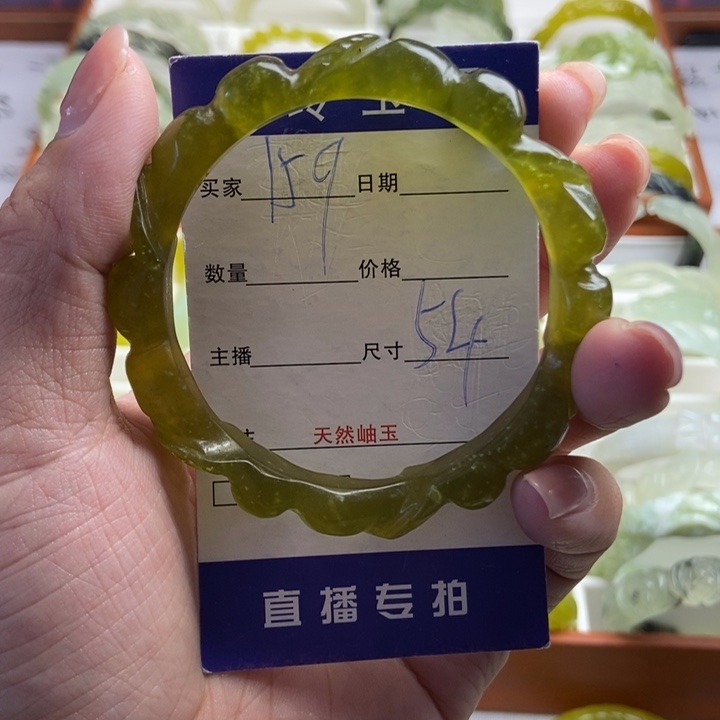 玉
买家 159 日期
数量 价格
主播 尺寸 54
天然岫玉
直播专拍